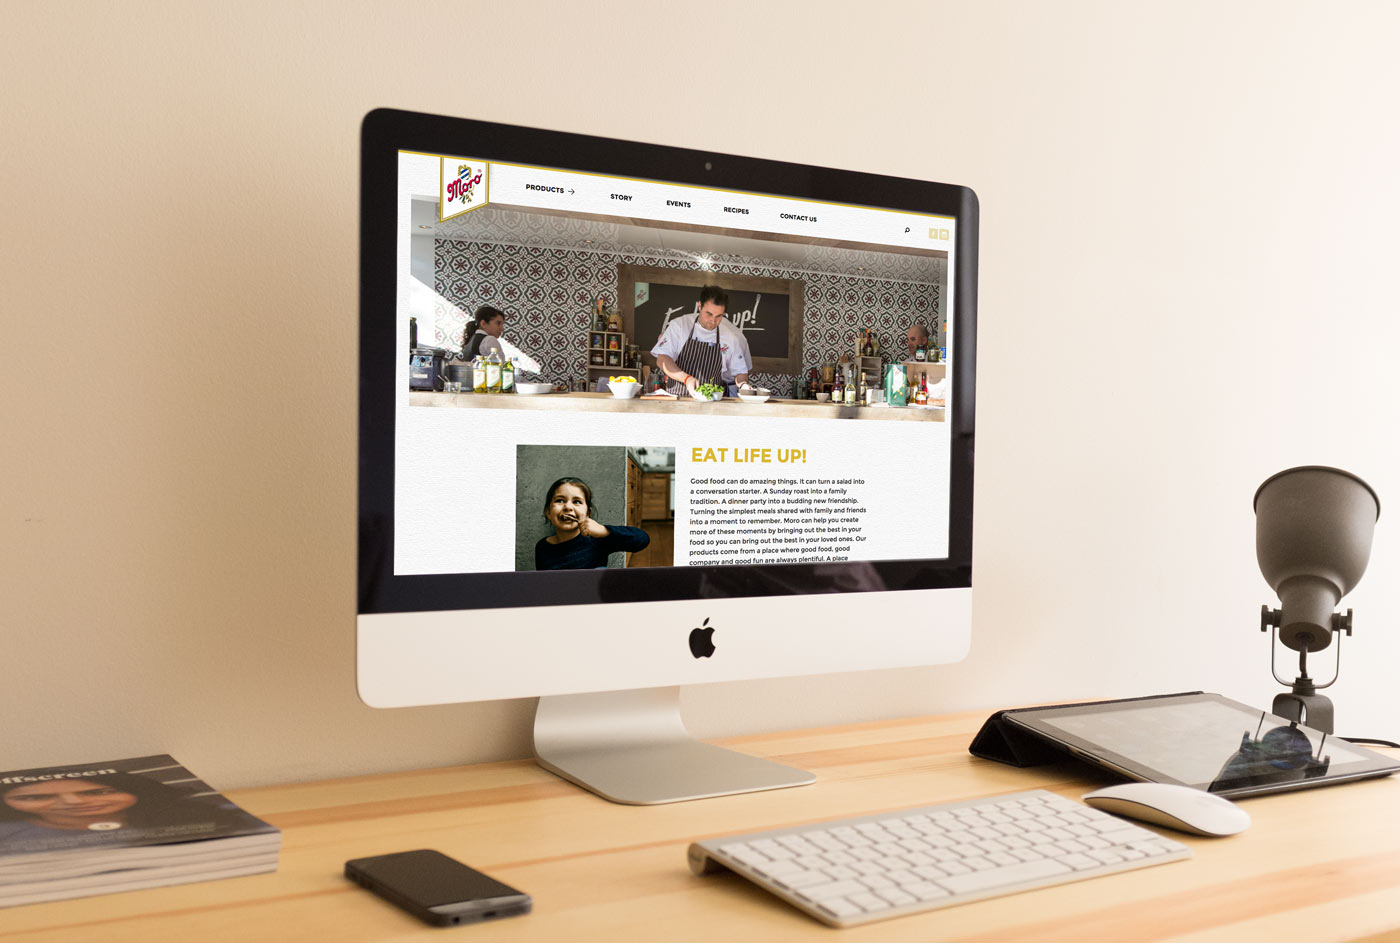 Moro
PRODUCTS →
STORY
EVENTS
RECIPES
CONTACT US
up!
EAT LIFE UP!
Good food can do amazing things. It can turn a salad into
a conversation starter. A Sunday roast into a family
tradition. A dinner party into a budding new friendship.
Turning the simplest meals shared with family and friends
into a moment to remember. Moro can help you create
more of these moments by bringing out the best in your
food so you can bring out the best in your loved ones. Our
products come from a place where good food, good
company and good fun are always plentiful. A place
ffscreen